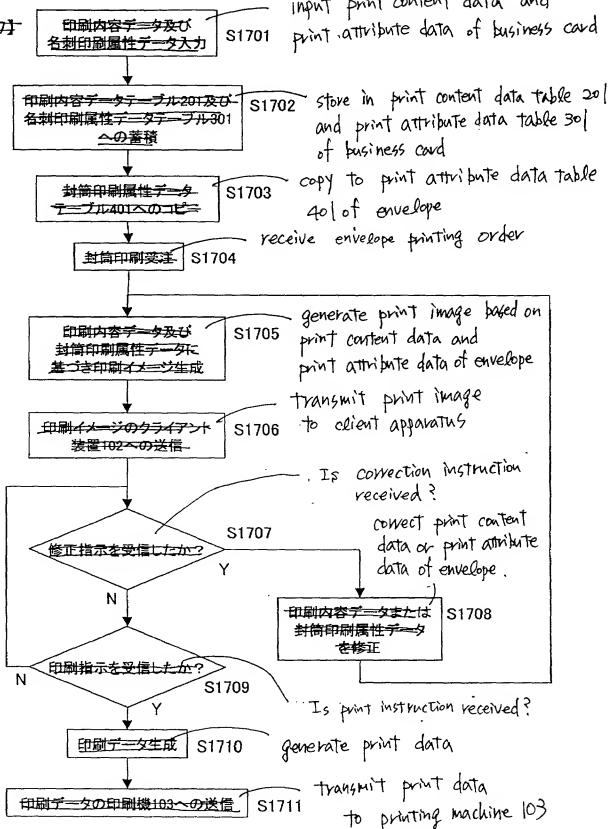 input print content data and
print attribute data of business card
印刷内容データ及び
名刺印刷属性データ入力
S1701
印刷内容データテーブル201及び
名刺印刷属性データテーブル301
への蓄積
S1702
store in print content data table 201
and print attribute data table 301
of business card
封筒印刷属性データ
テーブル401へのコピー
S1703
copy to print attribute data table
401 of envelope
封筒印刷受注
S1704
receive envelope printing order
印刷内容データ及び
封筒印刷属性データに
基づき印刷イメージ生成
S1705
generate print image based on
print content data and
print attribute data of envelope
印刷イメージのクライアント
装置102への送信
S1706
transmit print image
to client apparatus
Is correction instruction
received?
修正指示を受信したか?
S1707
Y
N
correct print content
data or print attribute
data of envelope.
印刷内容データまたは
封筒印刷属性データ
を修正
S1708
印刷指示を受信したか?
N
S1709
Y
Is print instruction received?
印刷データ生成
S1710
generate print data
印刷データの印刷機103への送信
S1711
transmit print data
to printing machine 103